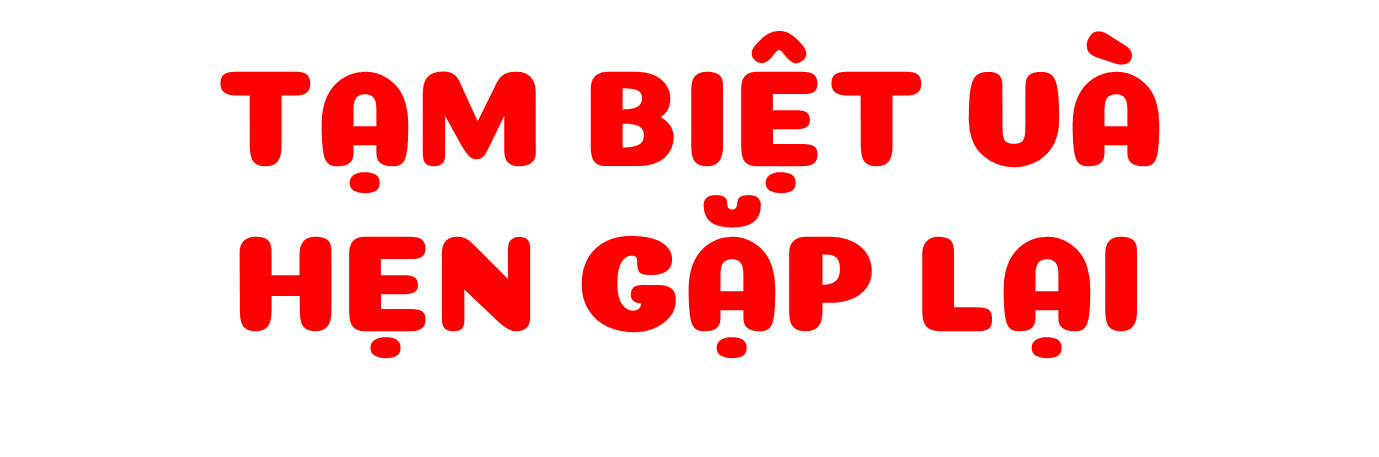 TẠM BIỆT UÀ
HẸN GẶP LẠI